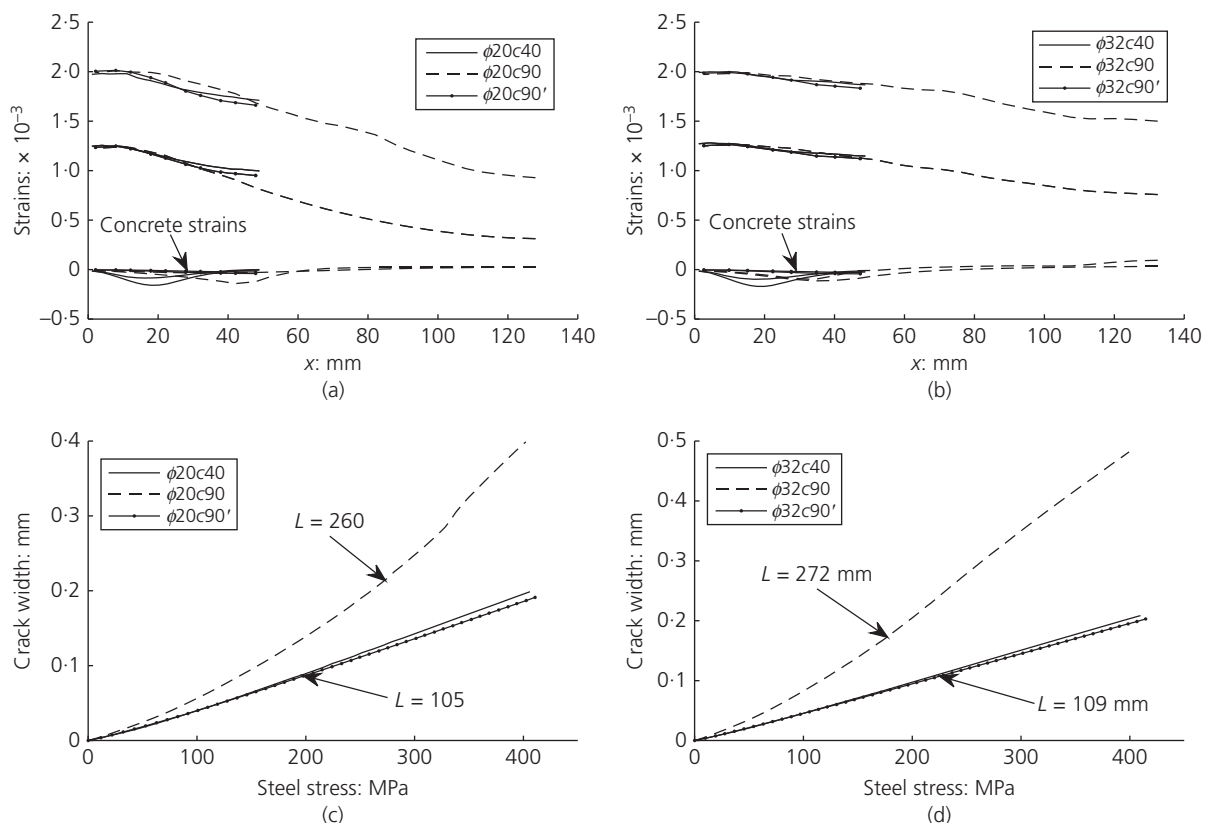 2·5
2·0
1·5
1·0
0·5
0
–0·5
Strains: × 10⁻³
ϕ20c40
ϕ20c90
ϕ20c90′
Concrete strains
0 20 40 60 80 100 120 140
x: mm
(a)
2·5
2·0
1·5
1·0
0·5
0
–0·5
Strains: × 10⁻³
ϕ32c40
ϕ32c90
ϕ32c90′
Concrete strains
0 20 40 60 80 100 120 140
x: mm
(b)
0·4
0·3
0·2
0·1
0
Crack width: mm
ϕ20c40
ϕ20c90
ϕ20c90′
L = 260
L = 105
0 100 200 300 400
Steel stress: MPa
(c)
0·5
0·4
0·3
0·2
0·1
0
Crack width: mm
ϕ32c40
ϕ32c90
ϕ32c90′
L = 272 mm
L = 109 mm
0 100 200 300 400
Steel stress: MPa
(d)